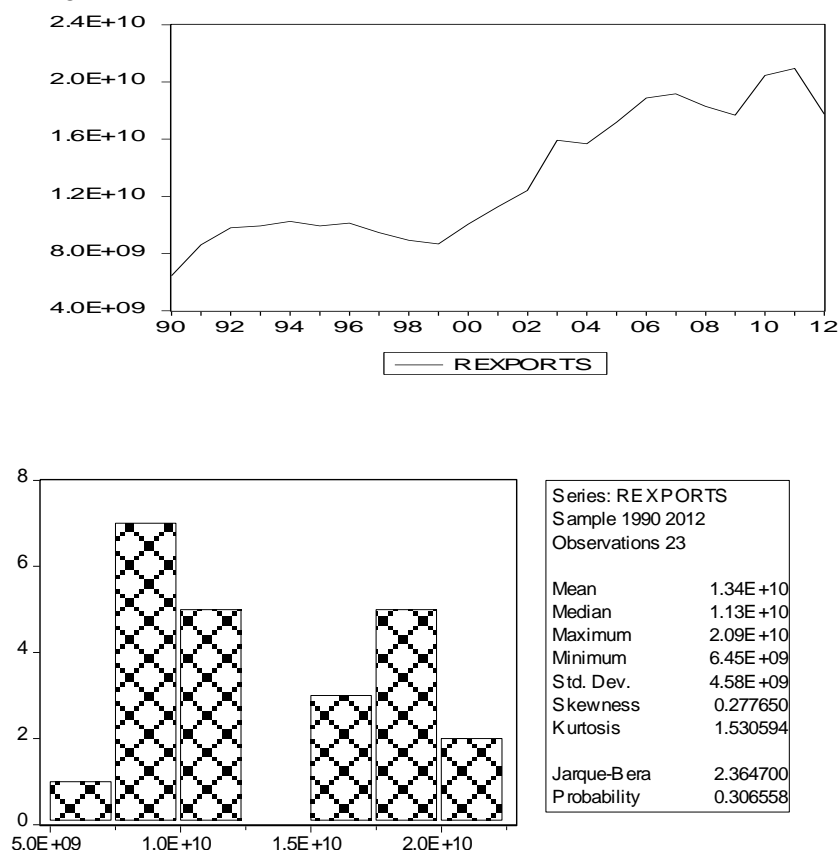 2.4E+10
2.0E+10
1.6E+10
1.2E+10
8.0E+09
4.0E+09
90 92 94 96 98 00 02 04 06 08 10 12
REXPORTS
8
6
4
2
0
5.0E+09 1.0E+10 1.5E+10 2.0E+10
Series: REXPORTS
Sample 1990 2012
Observations 23
Mean 1.34E+10
Median 1.13E+10
Maximum 2.09E+10
Minimum 6.45E+09
Std. Dev. 4.58E+09
Skewness 0.277650
Kurtosis 1.530594
Jarque-Bera 2.364700
Probability 0.306558